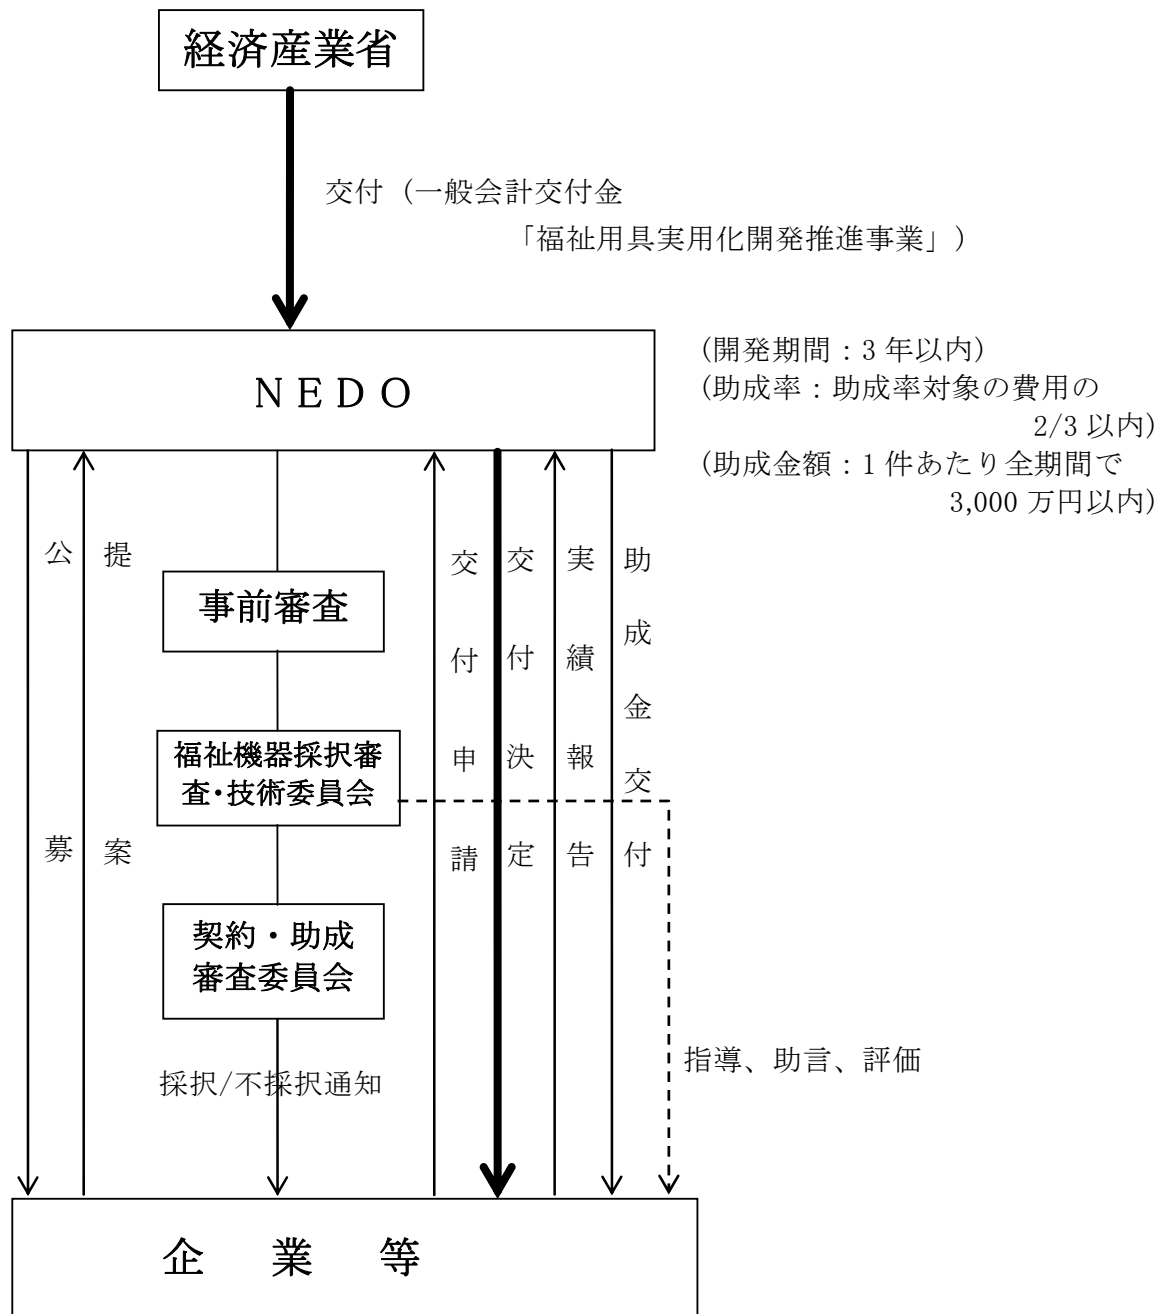 経済産業省
交付（一般会計交付金
「福祉用具実用化開発推進事業」）
NEDO
(開発期間：3年以内)
(助成率：助成率対象の費用の
2/3以内)
(助成金額：1件あたり全期間で
3,000万円以内)
公募
提案
事前審査
福祉機器採択審
査・技術委員会
契約・助成
審査委員会
採択/不採択通知
交付申請
交付決定
実績報告
助成金交付
指導、助言、評価
企業等